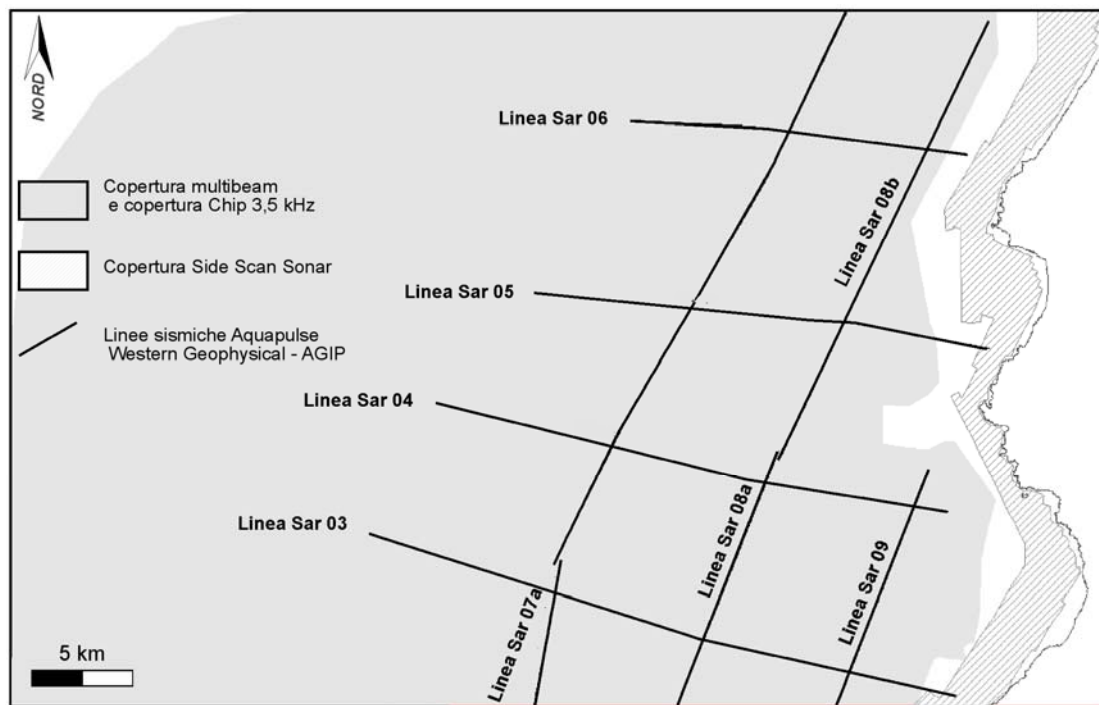 NORD
Linea Sar 06
Copertura multibeam
e copertura Chip 3,5 kHz
Linea Sar 08b
Copertura Side Scan Sonar
Linea Sar 05
Linee sismiche Aquapulse
Western Geophysical - AGIP
Linea Sar 04
Linea Sar 03
Linea Sar 08a
Linea Sar 09
Linea Sar 07a
5 km